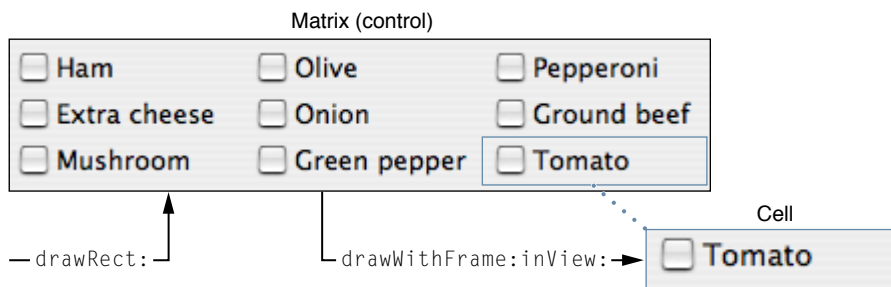 Matrix (control)
Ham Olive Pepperoni
Extra cheese Onion Ground beef
Mushroom Green pepper Tomato
Cell
drawRect: drawWithFrame:inView: Tomato